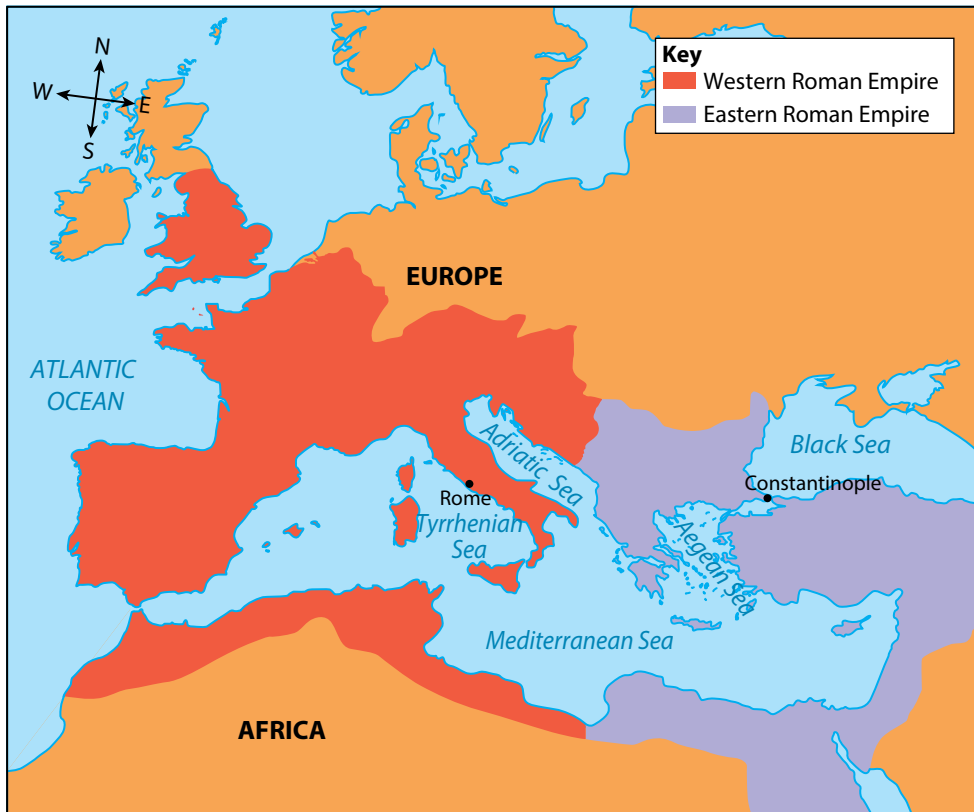 N
W
E
S
Key
Western Roman Empire
Eastern Roman Empire
EUROPE
ATLANTIC
OCEAN
Adriatic Sea
Black Sea
Constantinople
Rome
Tyrrhenian
Sea
Aegean Sea
Mediterranean Sea
AFRICA